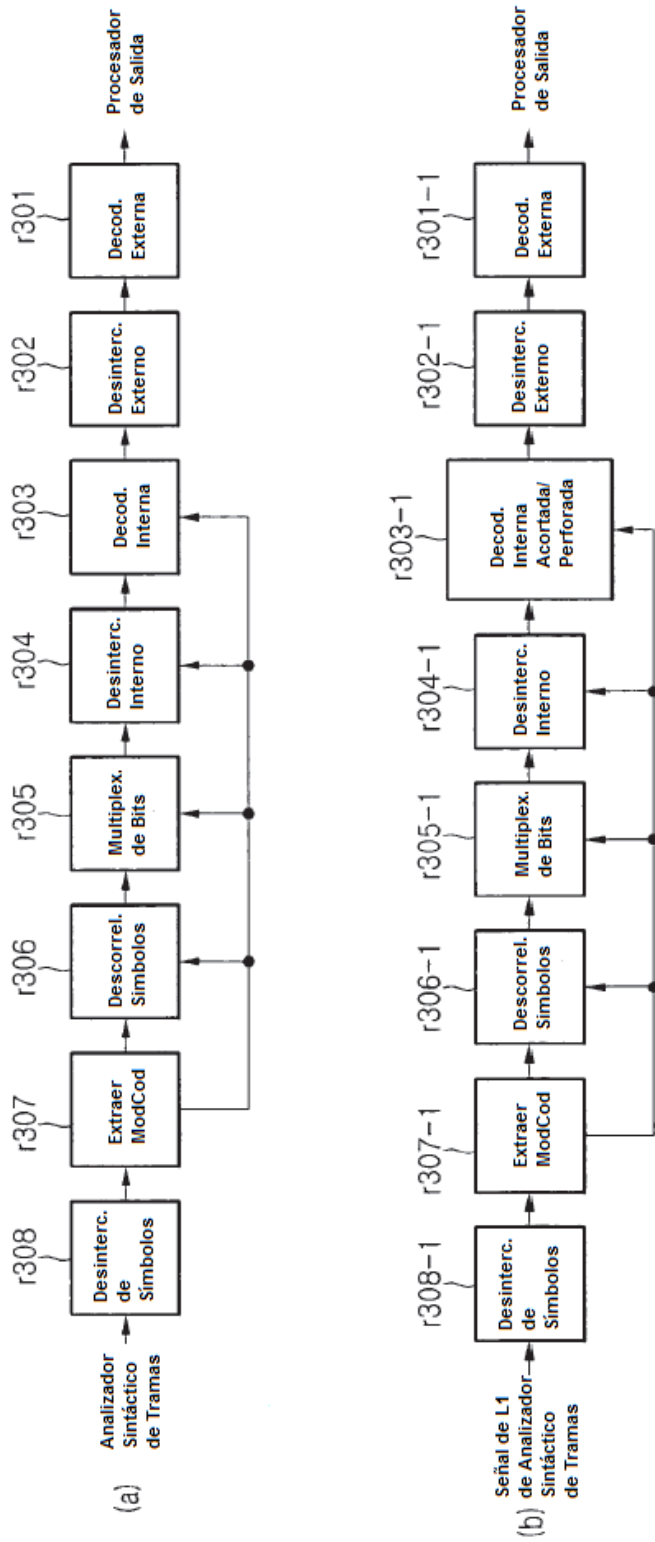 (a)
Analizador
Sintáctico
de Tramas
r308
Desinterc.
de
Símbolos
r307
Extraer
ModCod
r306
Descorrel.
Símbolos
r305
Multiplex.
de Bits
r304
Desinterc.
Interno
r303
Decod.
Interna
r302
Desinterc.
Externo
r301
Decod.
Externa
Procesador
de Salida
(b)
Señal de L1
de Analizador
Sintáctico
de Tramas
r308-1
Desinterc.
de
Símbolos
r307-1
Extraer
ModCod
r306-1
Descorrel.
Símbolos
r305-1
Multiplex.
de Bits
r304-1
Desinterc.
Interno
r303-1
Decod.
Interna
Acortada/
Perforada
r302-1
Desinterc.
Externo
r301-1
Decod.
Externa
Procesador
de Salida